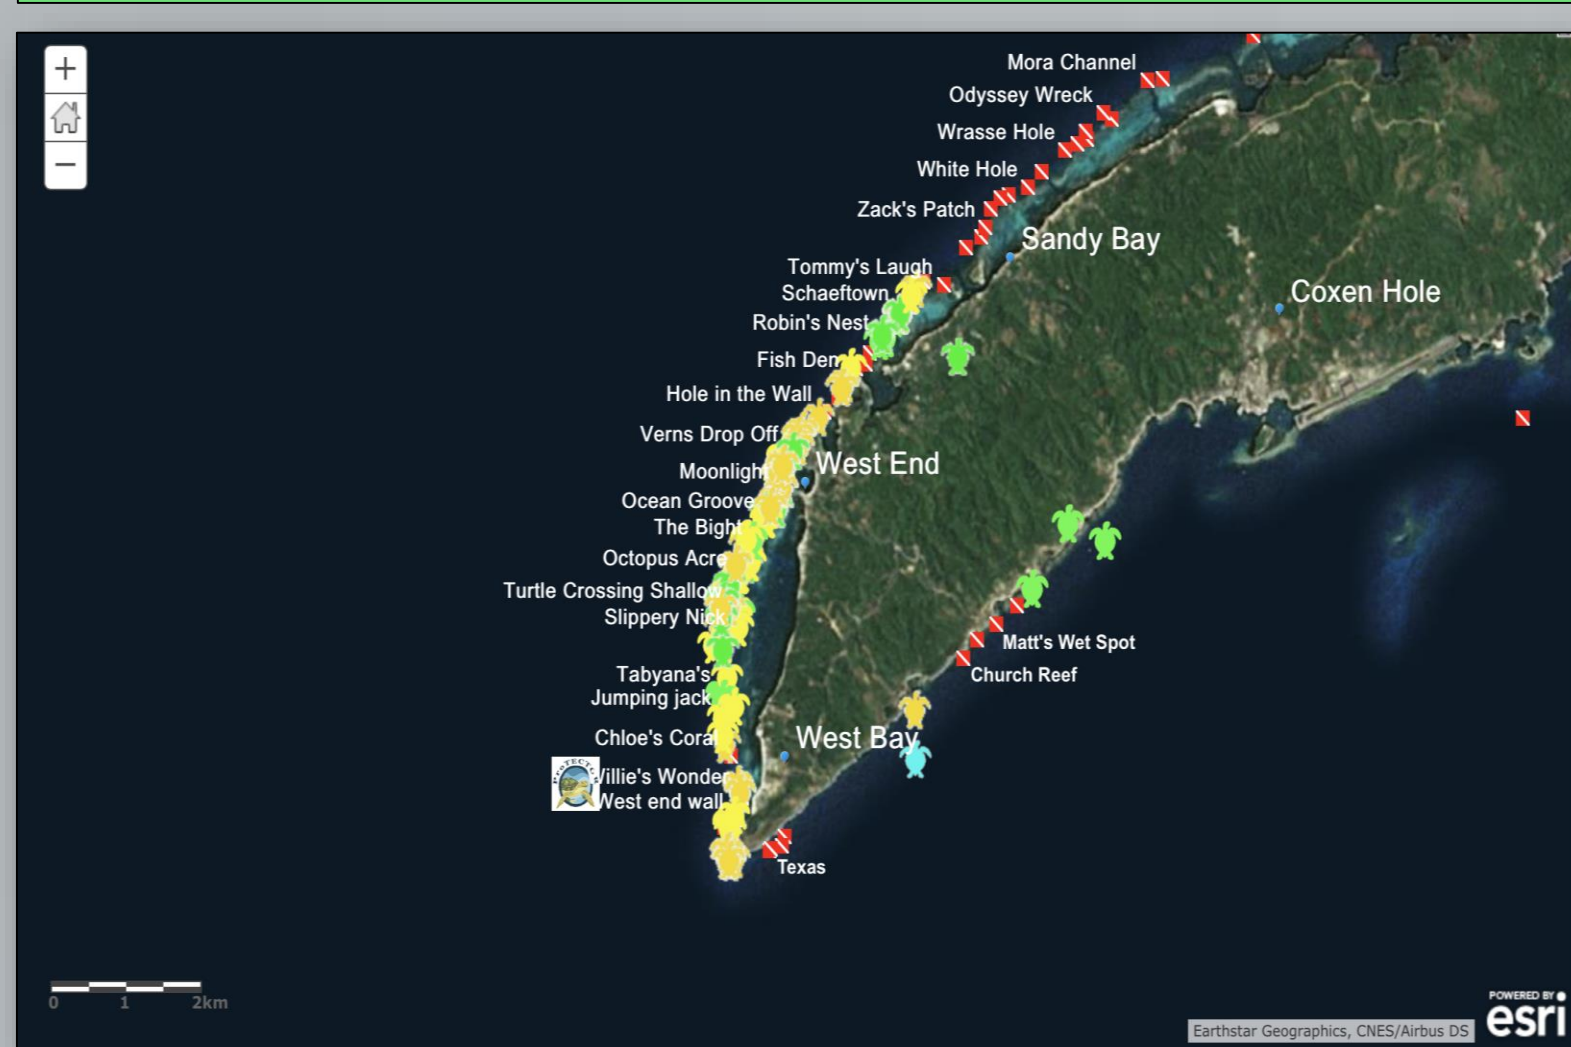 +
−
Mora Channel
Odyssey Wreck
Wrasse Hole
White Hole
Zack's Patch
Sandy Bay
Tommy's Laugh
Schaeftown
Coxen Hole
Robin's Nest
Fish Den
Hole in the Wall
Verns Drop Off
West End
Moonlight
Ocean Groove
The Bight
Octopus Acre
Turtle Crossing Shallow
Slippery Nick
Matt's Wet Spot
Church Reef
Tabyana's
Jumping jack
Chloe's Coral
West Bay
PROTECTOR
Willie's Wonder
West end wall
Texas
0 1 2km
POWERED BY
esri
Earthstar Geographics, CNES/Airbus DS